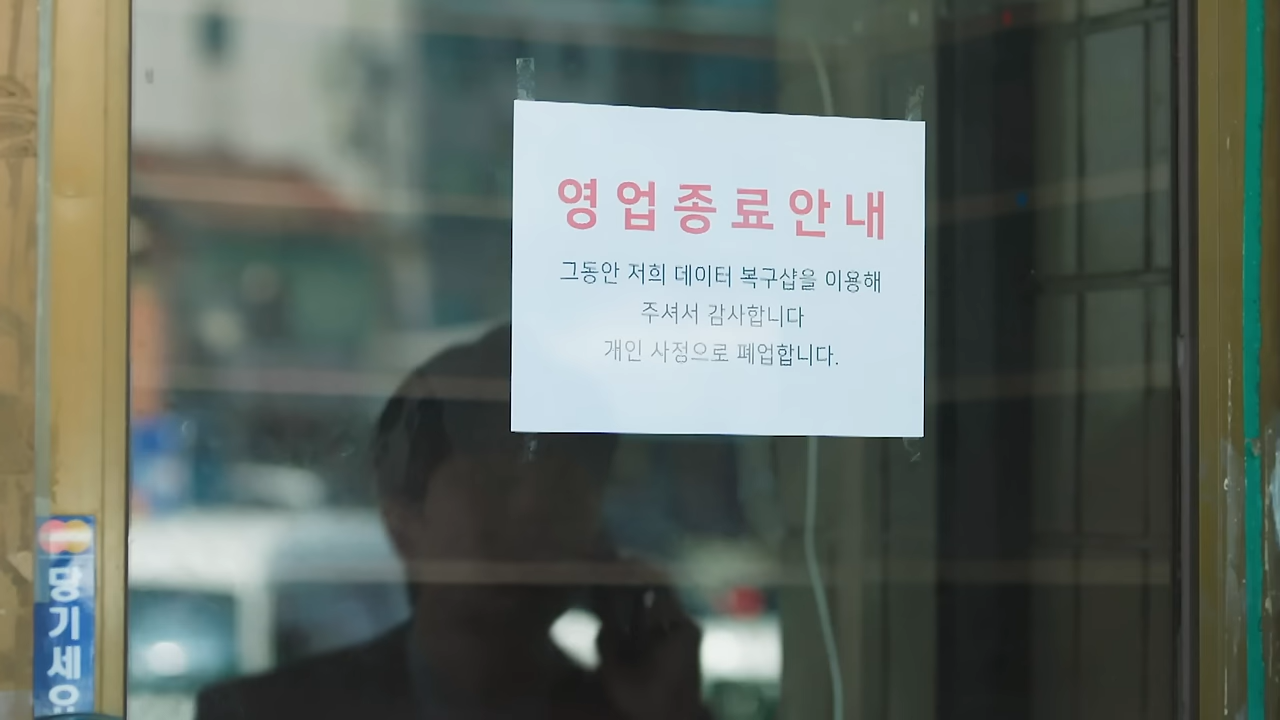 영업종료안내
그동안 저희 데이터 복구샵을 이용해
주셔서 감사합니다
개인 사정으로 폐업합니다.
당기세요